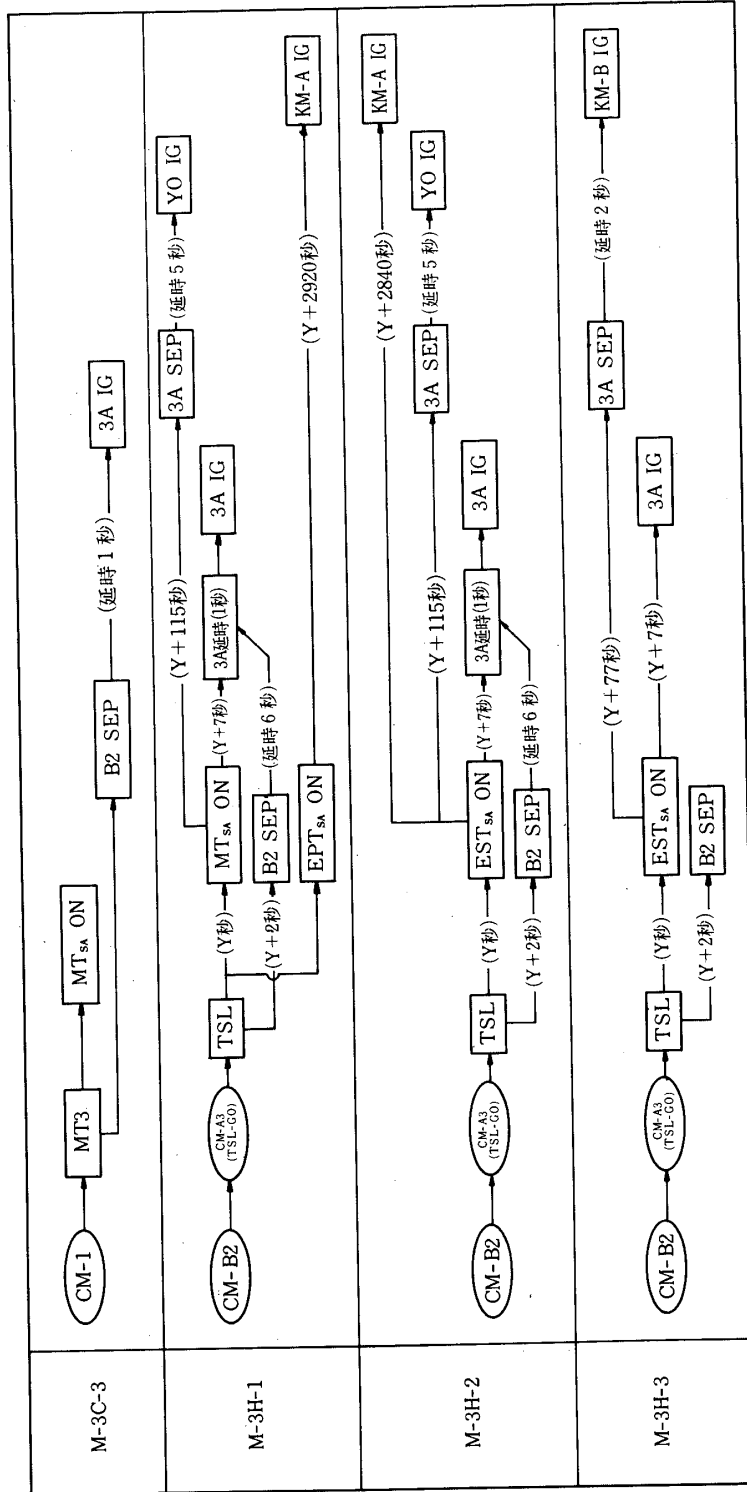 M-3C-3
CM-1
MT3
MTSA ON
B2 SEP
(延時1秒)
3A IG
M-3H-1
CM-B2
CM-A3
(TSL-GO)
TSL
(Y秒)
MTSA ON
(Y+115秒)
3A SEP
(延時5秒)
YO IG
(Y+7秒)
3A延時(1秒)
3A IG
(Y+2秒)
B2 SEP
(延時6秒)
EPTSA ON
(Y+2920秒)
KM-A IG
M-3H-2
CM-B2
CM-A3
(TSL-GO)
TSL
(Y秒)
ESTSA ON
(Y+2840秒)
KM-A IG
(Y+115秒)
3A SEP
(延時5秒)
YO IG
(Y+7秒)
3A延時(1秒)
3A IG
(Y+2秒)
B2 SEP
(延時6秒)
M-3H-3
CM-B2
CM-A3
(TSL-GO)
TSL
(Y秒)
ESTSA ON
(Y+77秒)
3A SEP
(延時2秒)
KM-B IG
(Y+7秒)
3A IG
(Y+2秒)
B2 SEP